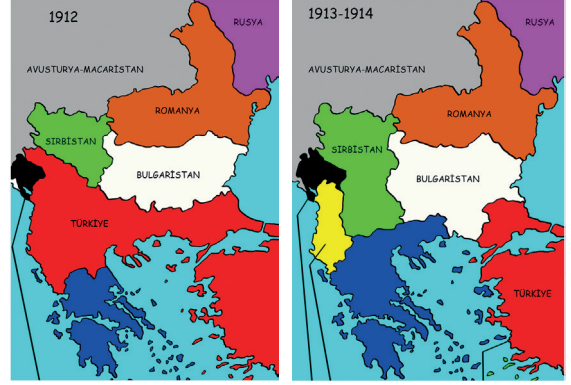 1912
RUSYA
AVUSTURYA-MACARİSTAN
ROMANYA
SIRBİSTAN
BULGARİSTAN
TÜRKİYE
1913-1914
RUSYA
AVUSTURYA-MACARİSTAN
ROMANYA
SIRBİSTAN
BULGARİSTAN
TÜRKİYE